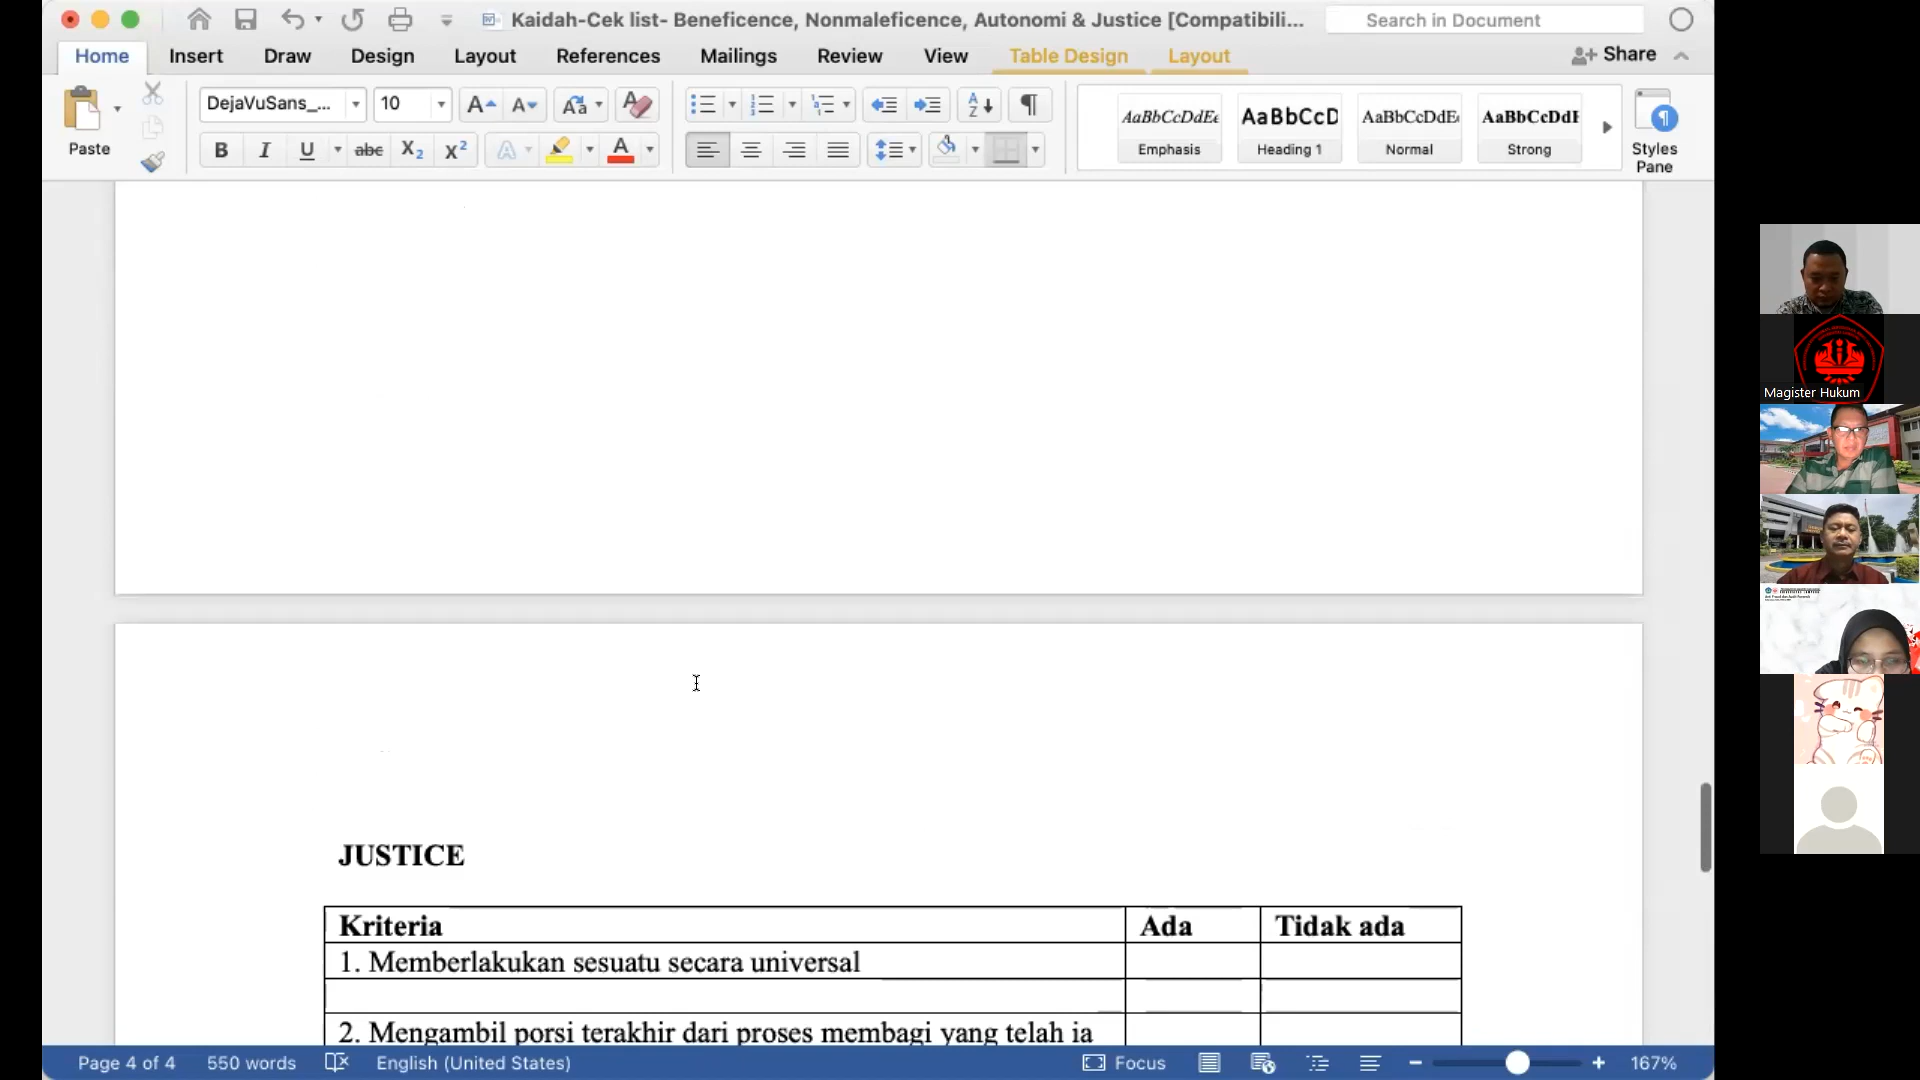 Kaidah-Cek list- Beneficence, Nonmaleficence, Autonomi & Justice [Compatibili...
Search in Document
Home Insert Draw Design Layout References Mailings Review View Table Design Layout Share
Paste
DejaVuSans_... 10
AaBbCcDdEe AaBbCcD AaBbCcDdE AaBbCcDdE
Emphasis Heading 1 Normal Strong
Styles Pane
JUSTICE
Kriteria Ada Tidak ada
1. Memberlakukan sesuatu secara universal
2. Mengambil porsi terakhir dari proses membagi yang telah ia
Page 4 of 4 550 words English (United States) Focus 167%
Magister Hukum